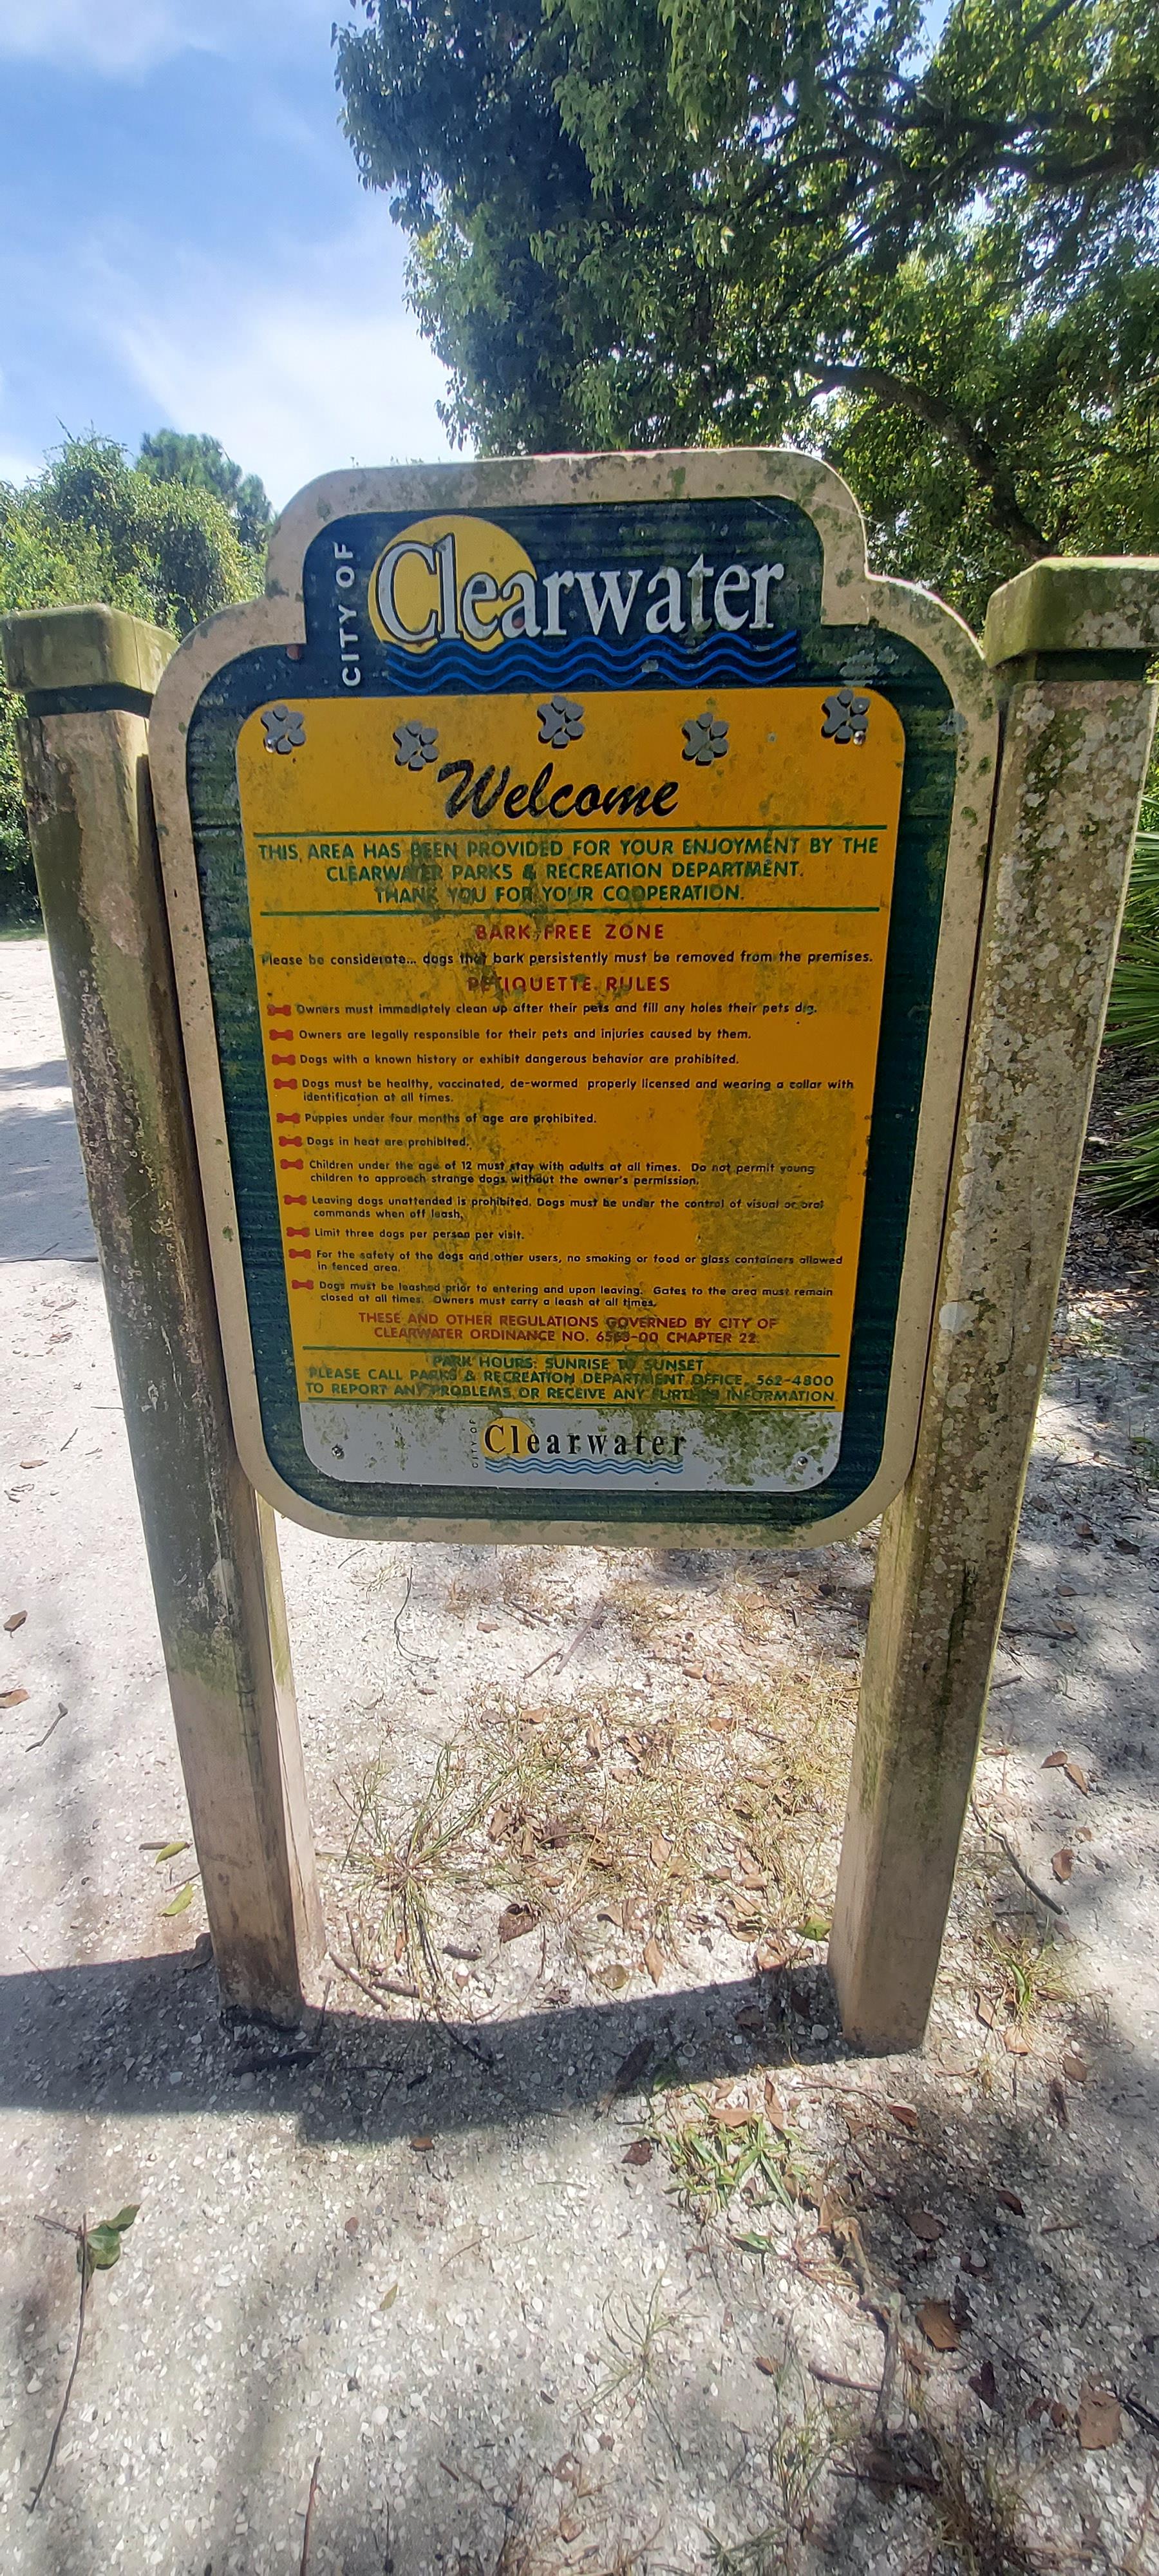 CITY OF
Clearwater
Welcome
THIS AREA HAS BEEN PROVIDED FOR YOUR ENJOYMENT BY THE
CLEARWATER PARKS & RECREATION DEPARTMENT.
THANK YOU FOR YOUR COOPERATION.
BARK FREE ZONE
Please be considerate... dogs that bark persistently must be removed from the premises.
PETIQUETTE RULES
Owners must immediately clean up after their pets and fill any holes their pets dig.
Owners are legally responsible for their pets and injuries caused by them.
Dogs with a known history or exhibit dangerous behavior are prohibited.
Dogs must be healthy, vaccinated, de-wormed properly licensed and wearing a collar with
identification at all times.
Puppies under four months of age are prohibited.
Dogs in heat are prohibited.
Children under the age of 12 must stay with adults at all times. Do not permit young
children to approach strange dogs without the owner's permission.
Leaving dogs unattended is prohibited. Dogs must be under the control of visual or oral
commands when off leash.
Limit three dogs per person per visit.
For the safety of the dogs and other users, no smoking or food or glass containers allowed
in fenced area.
Dogs must be leashed prior to entering and upon leaving. Gates to the area must remain
closed at all times. Owners must carry a leash at all times.
THESE AND OTHER REGULATIONS GOVERNED BY CITY OF
CLEARWATER ORDINANCE NO. CHAPTER 22.
PARK HOURS: SUNRISE TO SUNSET
PLEASE CALL PARKS & RECREATION DEPARTMENT OFFICE, 562-4800
TO REPORT ANY PROBLEMS OR RECEIVE ANY FURTHER INFORMATION.
CITY OF
Clearwater